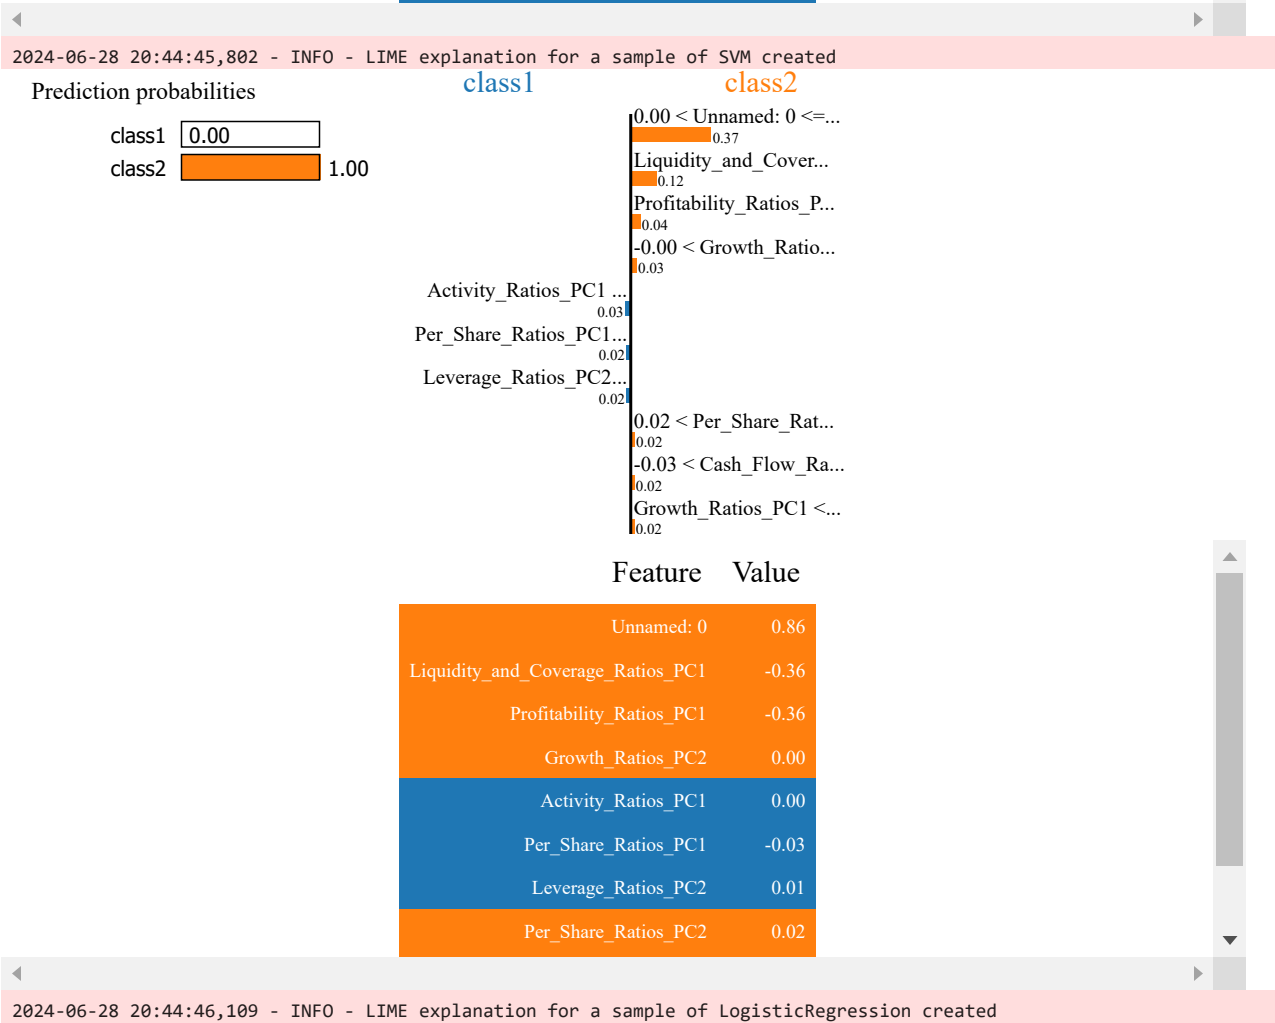 2024-06-28 20:44:45,802 - INFO - LIME explanation for a sample of SVM created
Prediction probabilities
class1 0.00
class2 1.00
class1 class2
0.00 < Unnamed: 0 <=...
0.37
Liquidity_and_Cover...
0.12
Profitability_Ratios_P...
0.04
-0.00 < Growth_Ratio...
0.03
Activity_Ratios_PC1 ...
0.03
Per_Share_Ratios_PC1...
0.02
Leverage_Ratios_PC2...
0.02
0.02 < Per_Share_Rat...
0.02
-0.03 < Cash_Flow_Ra...
0.02
Growth_Ratios_PC1 <...
0.02
Feature Value
Unnamed: 0 0.86
Liquidity_and_Coverage_Ratios_PC1 -0.36
Profitability_Ratios_PC1 -0.36
Growth_Ratios_PC2 0.00
Activity_Ratios_PC1 0.00
Per_Share_Ratios_PC1 -0.03
Leverage_Ratios_PC2 0.01
Per_Share_Ratios_PC2 0.02
2024-06-28 20:44:46,109 - INFO - LIME explanation for a sample of LogisticRegression created